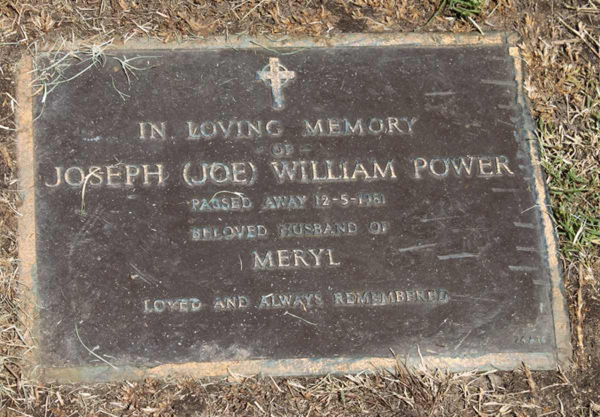 IN LOVING MEMORY
OF
JOSEPH (JOE) WILLIAM POWER
PASSED AWAY 12-5-1981
BELOVED HUSBAND OF
MERYL
LOVED AND ALWAYS REMEMBERED